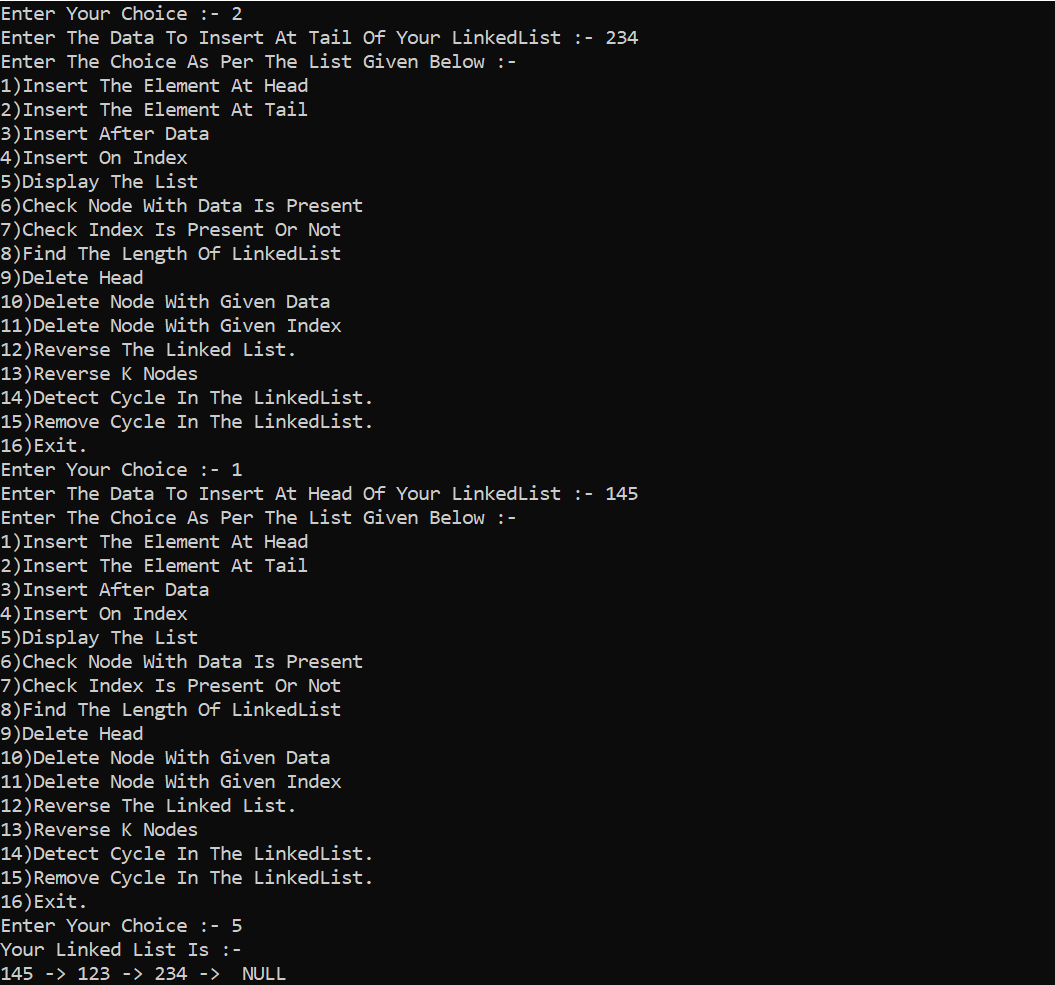 Enter Your Choice :- 2
Enter The Data To Insert At Tail Of Your LinkedList :- 234
Enter The Choice As Per The List Given Below :-
1)Insert The Element At Head
2)Insert The Element At Tail
3)Insert After Data
4)Insert On Index
5)Display The List
6)Check Node With Data Is Present
7)Check Index Is Present Or Not
8)Find The Length Of LinkedList
9)Delete Head
10)Delete Node With Given Data
11)Delete Node With Given Index
12)Reverse The Linked List.
13)Reverse K Nodes
14)Detect Cycle In The LinkedList.
15)Remove Cycle In The LinkedList.
16)Exit.
Enter Your Choice :- 1
Enter The Data To Insert At Head Of Your LinkedList :- 145
Enter The Choice As Per The List Given Below :-
1)Insert The Element At Head
2)Insert The Element At Tail
3)Insert After Data
4)Insert On Index
5)Display The List
6)Check Node With Data Is Present
7)Check Index Is Present Or Not
8)Find The Length Of LinkedList
9)Delete Head
10)Delete Node With Given Data
11)Delete Node With Given Index
12)Reverse The Linked List.
13)Reverse K Nodes
14)Detect Cycle In The LinkedList.
15)Remove Cycle In The LinkedList.
16)Exit.
Enter Your Choice :- 5
Your Linked List Is :-
145 -> 123 -> 234 ->  NULL